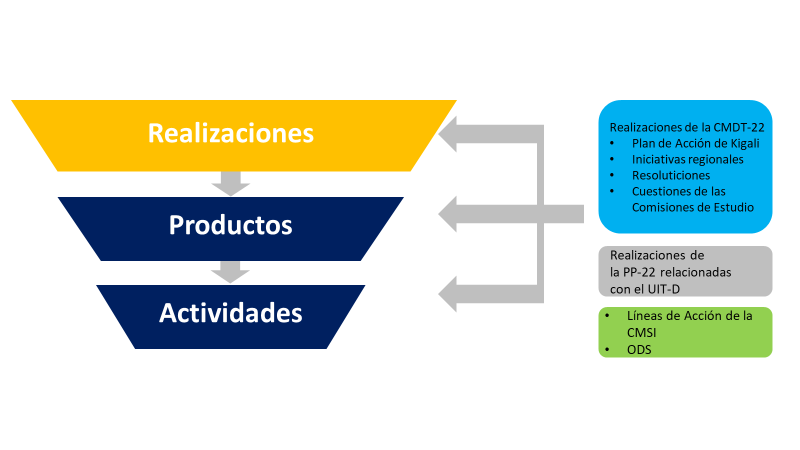 Realizaciones
Productos
Actividades
Realizaciones de la CMDT-22
• Plan de Acción de Kigali
• Iniciativas regionales
• Resoluticiones
• Cuestiones de las
Comisiones de Estudio
Realizaciones de
la PP-22 relacionadas
con el UIT-D
• Líneas de Acción de la
CMSI
• ODS